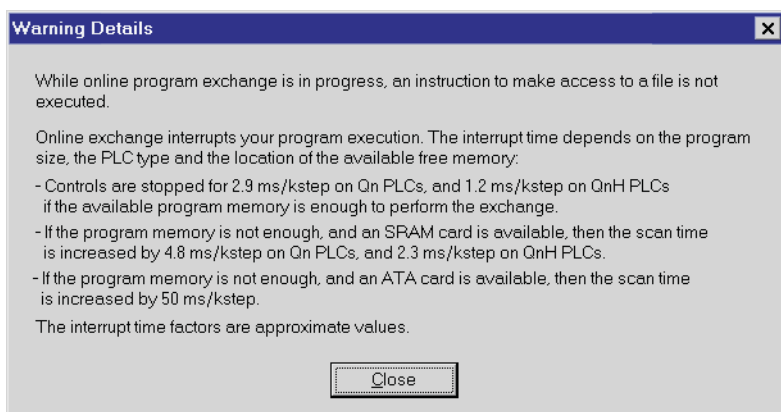 Warning Details
While online program exchange is in progress, an instruction to make access to a file is not
executed.
Online exchange interrupts your program execution. The interrupt time depends on the program
size, the PLC type and the location of the available free memory:
- Controls are stopped for 2.9 ms/kstep on Qn PLCs, and 1.2 ms/kstep on QnH PLCs
if the available program memory is enough to perform the exchange.
- If the program memory is not enough, and an SRAM card is available, then the scan time
is increased by 4.8 ms/kstep on Qn PLCs, and 2.3 ms/kstep on QnH PLCs.
- If the program memory is not enough, and an ATA card is available, then the scan time
is increased by 50 ms/kstep.
The interrupt time factors are approximate values.
Close